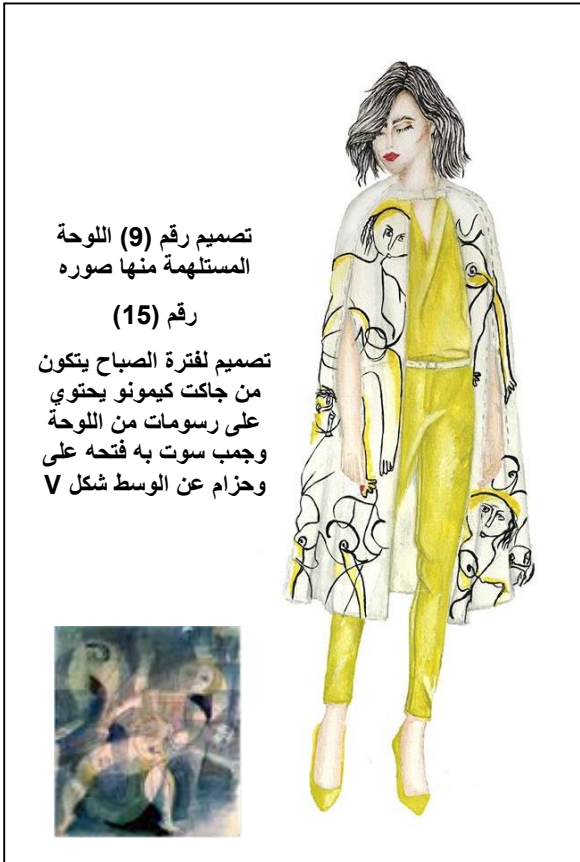 تصميم رقم (9) اللوحة
المستلهمة منها صوره
رقم (15)
تصميم لفترة الصباح يتكون
من جاكت كيمونو يحتوي
على رسومات من اللوحة
وجمب سوت به فتحه على
وحزام عن الوسط شكل V